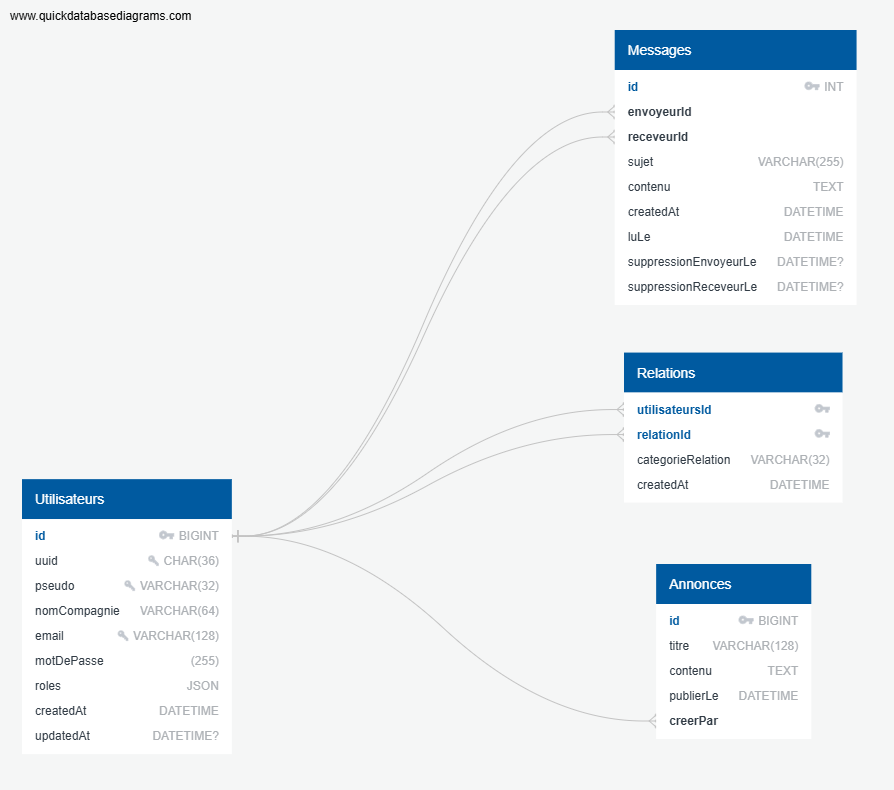 www.quickdatabasediagrams.com
Messages
id INT
envoyeurId
receveurId
sujet VARCHAR(255)
contenu TEXT
createdAt DATETIME
luLe DATETIME
suppressionEnvoyeurLe DATETIME?
suppressionReceveurLe DATETIME?
Relations
utilisateursId
relationId
categorieRelation VARCHAR(32)
createdAt DATETIME
Utilisateurs
id BIGINT
uuid CHAR(36)
pseudo VARCHAR(32)
nomCompagnie VARCHAR(64)
email VARCHAR(128)
motDePasse (255)
roles JSON
createdAt DATETIME
updatedAt DATETIME?
Annonces
id BIGINT
titre VARCHAR(128)
contenu TEXT
publierLe DATETIME
creerPar